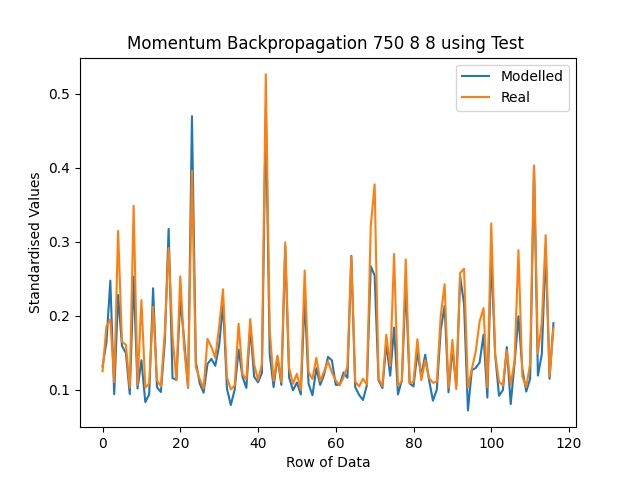 Momentum Backpropagation 750 8 8 using Test
Modelled
Real
Standardised Values
0.5
0.4
0.3
0.2
0.1
0 20 40 60 80 100 120
Row of Data